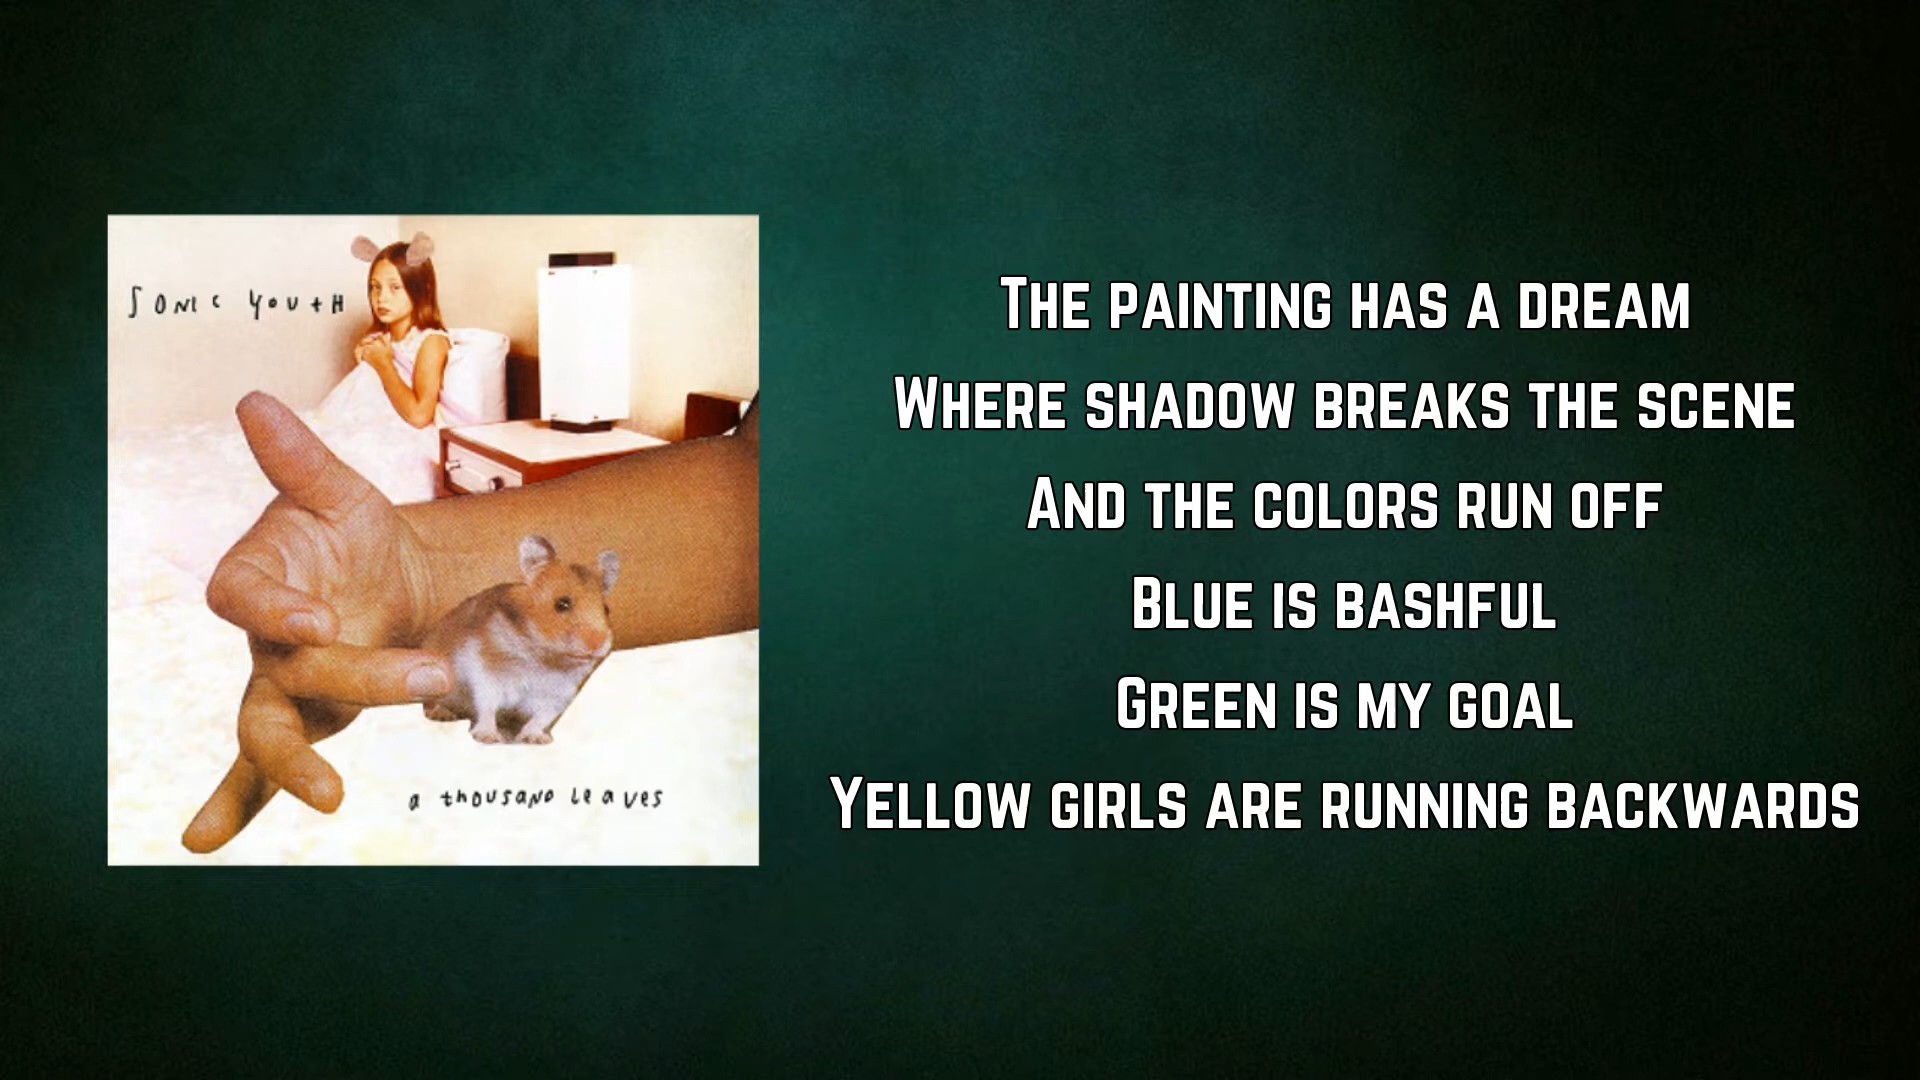 Sonic Youth
a thousand leaves
The painting has a dream
Where shadow breaks the scene
And the colors run off
Blue is bashful
Green is my goal
Yellow girls are running backwards